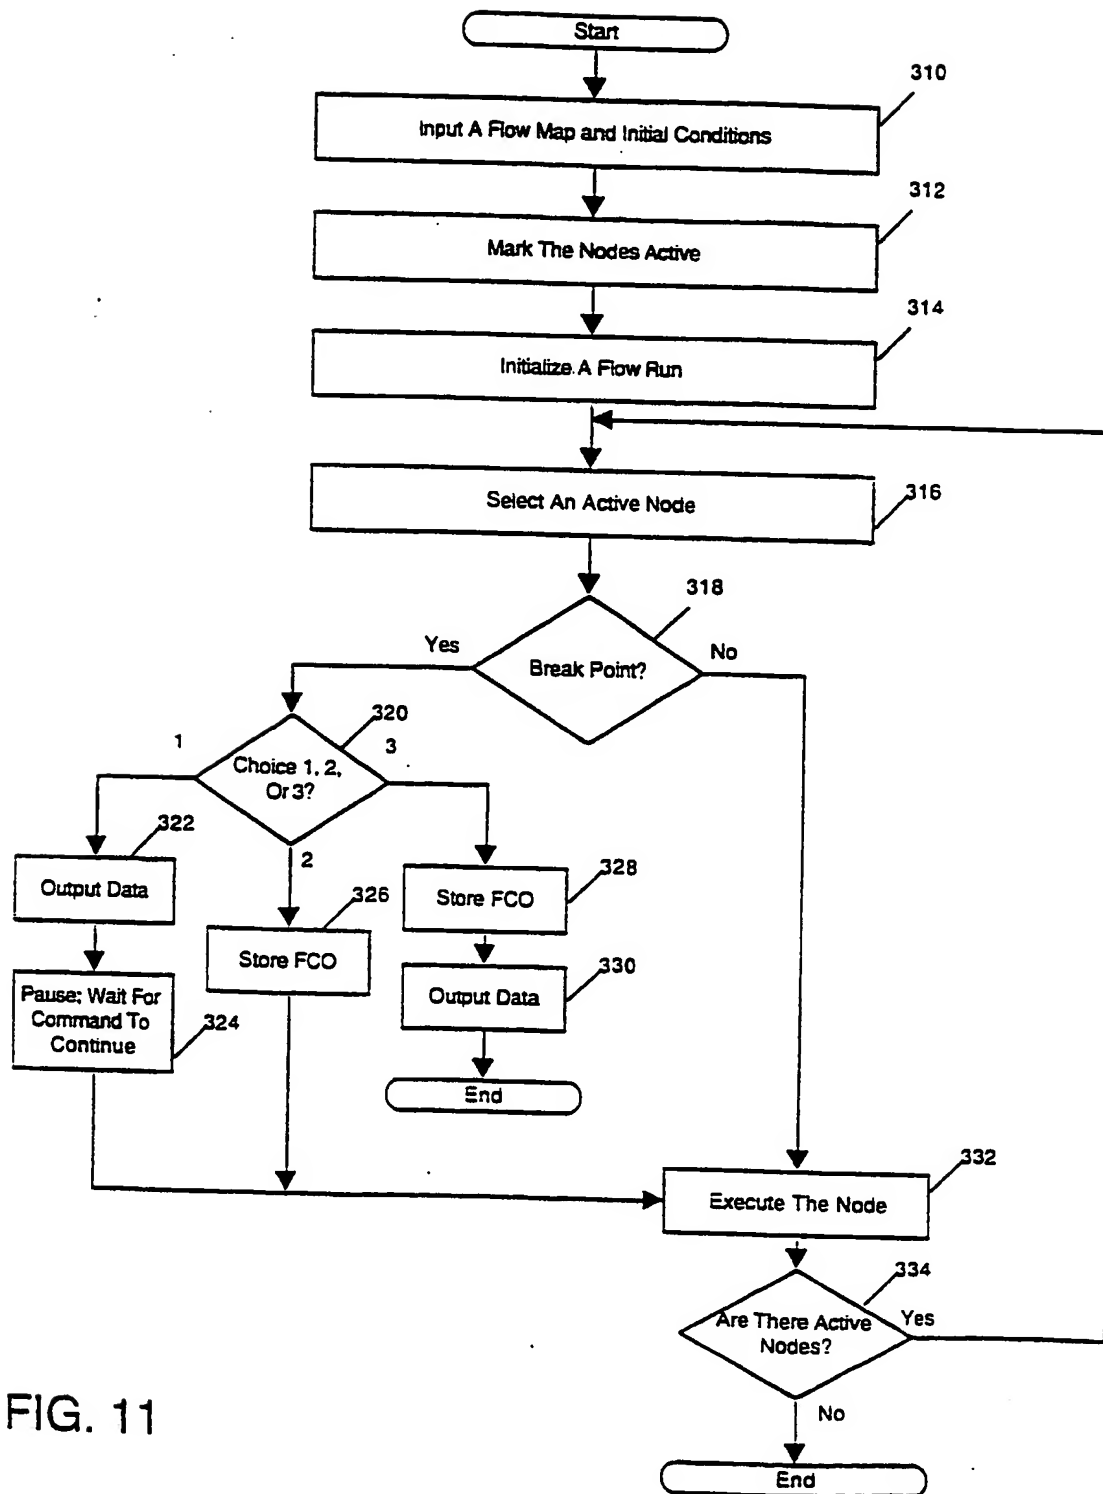 Start
310
Input A Flow Map and Initial Conditions
312
Mark The Nodes Active
314
Initialize A Flow Run
316
Select An Active Node
318
Yes
No
Break Point?
320
1
3
Choice 1, 2,
Or 3?
322
2
Output Data
328
Store FCO
326
Store FCO
330
Output Data
Pause; Wait For
Command To
Continue
324
End
332
Execute The Node
334
Are There Active
Nodes?
Yes
No
End
FIG. 11